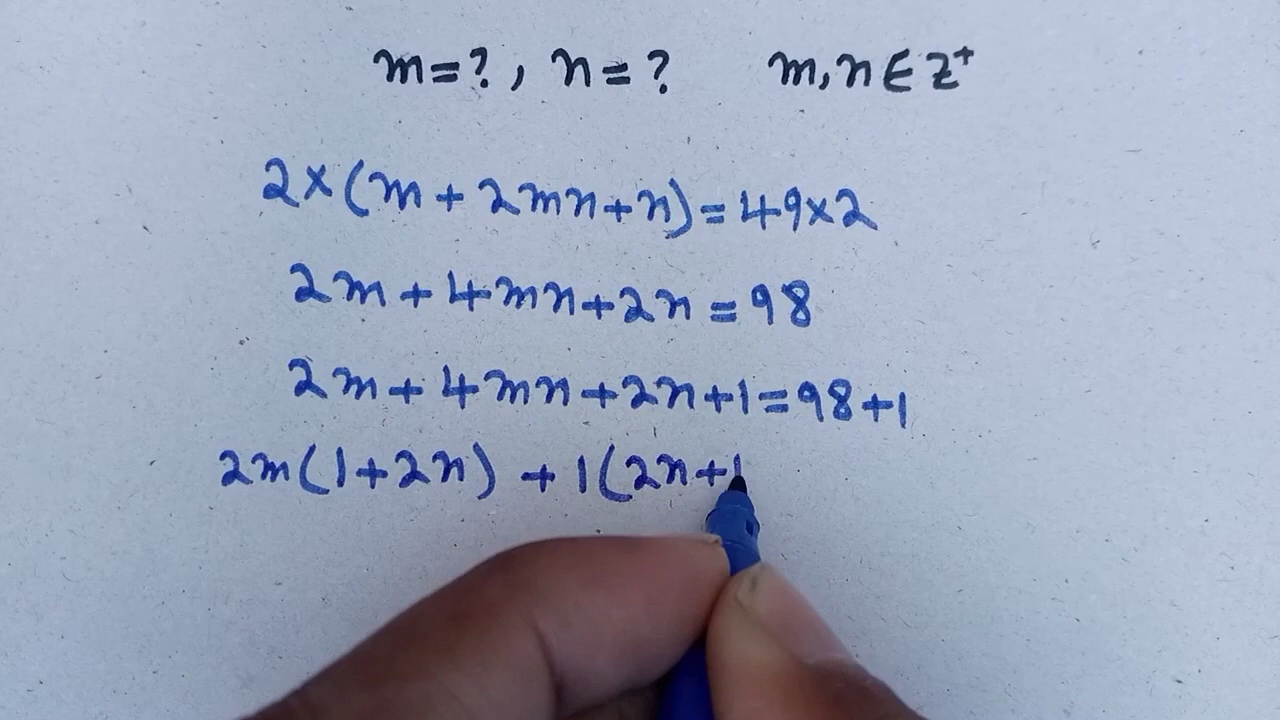 m=?, n=? m,n∈Z⁺
2×(m+2mn+n)=49×2
2m+4mn+2n=98
2m+4mn+2n+1=98+1
2m(1+2n)+1(2n+1